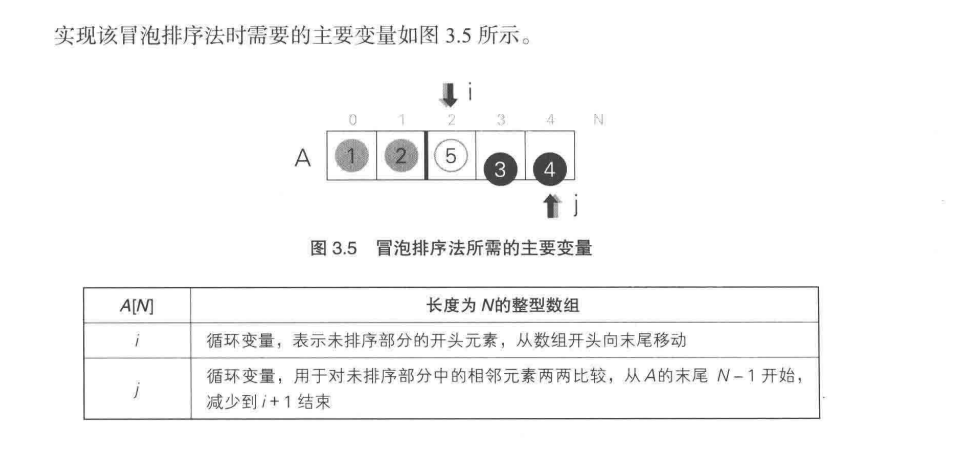 实现该冒泡排序法时需要的主要变量如图 3.5 所示。
i
0 1 2 3 4 N
A 1 2 5 3 4
j
图 3.5 冒泡排序法所需的主要变量
A[N] 长度为 N的整型数组
i 循环变量，表示未排序部分的开头元素，从数组开头向末尾移动
j 循环变量，用于对未排序部分中的相邻元素两两比较，从A的末尾 N－1 开始，
减少到 i + 1 结束